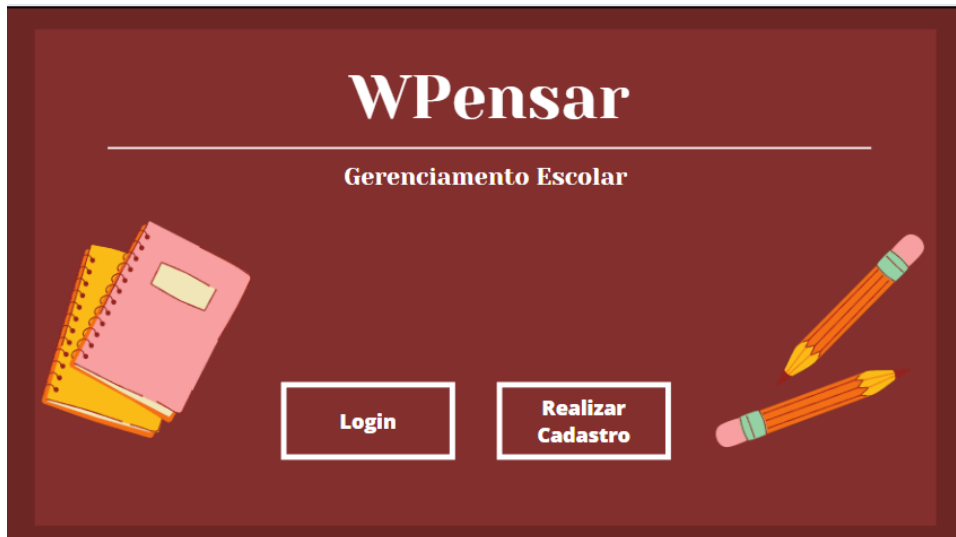 WPensar
Gerenciamento Escolar
Login
Realizar
Cadastro